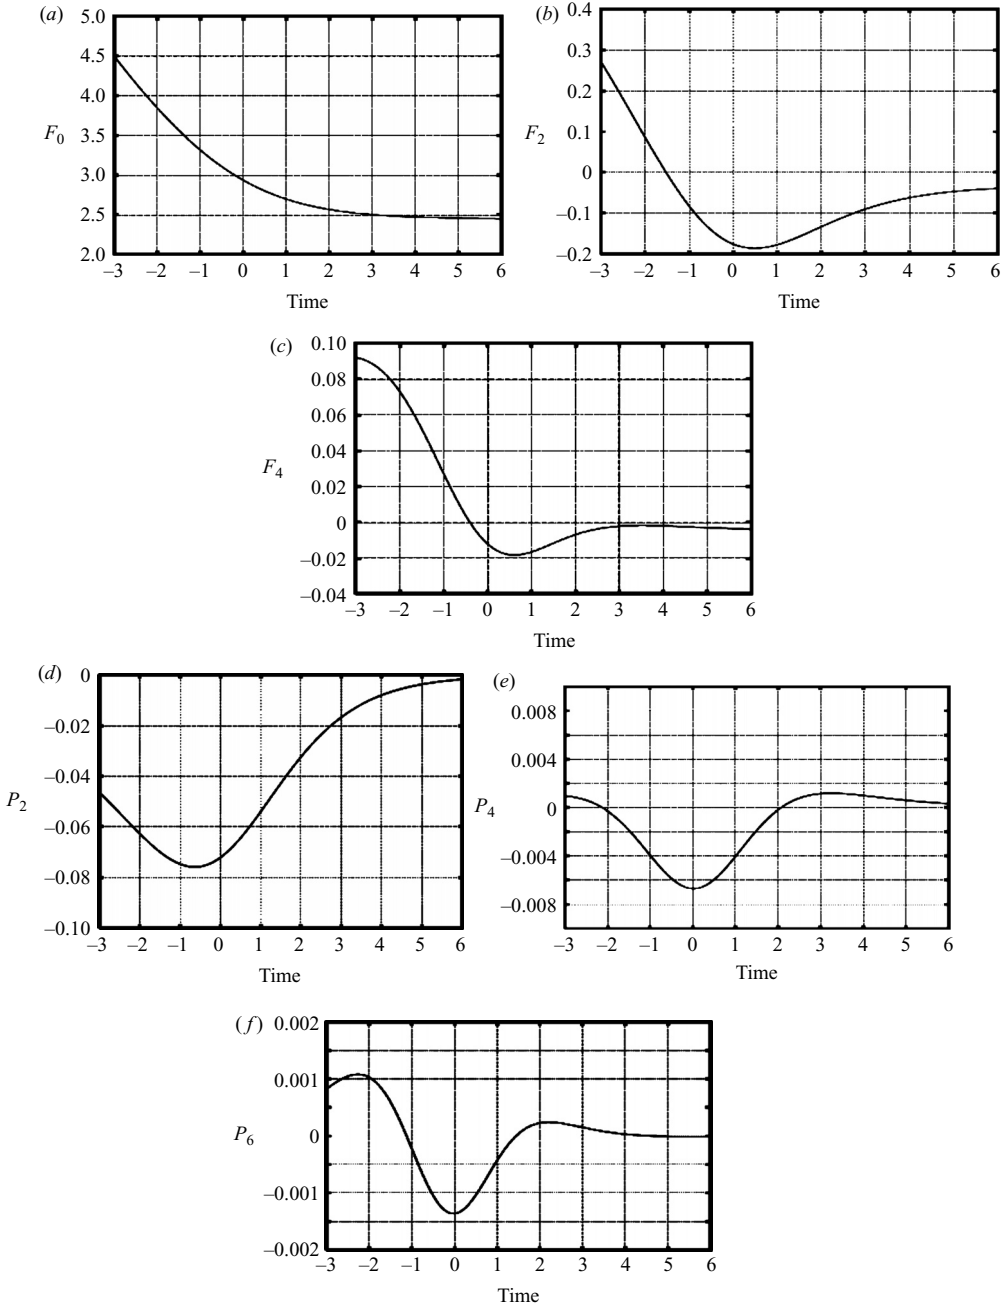 (a)
5.0
4.5
4.0
3.5
3.0
2.5
2.0
F0
–3 –2 –1 0 1 2 3 4 5 6
Time
(b)
0.4
0.3
0.2
0.1
0
–0.1
–0.2
F2
–3 –2 –1 0 1 2 3 4 5 6
Time
(c)
0.10
0.08
0.06
0.04
0.02
0
–0.02
–0.04
F4
–3 –2 –1 0 1 2 3 4 5 6
Time
(d)
0
–0.02
–0.04
–0.06
–0.08
–0.10
P2
–3 –2 –1 0 1 2 3 4 5 6
Time
(e)
0.008
0.004
0
–0.004
–0.008
P4
–3 –2 –1 0 1 2 3 4 5 6
Time
(f)
0.002
0.001
0
–0.001
–0.002
P6
–3 –2 –1 0 1 2 3 4 5 6
Time